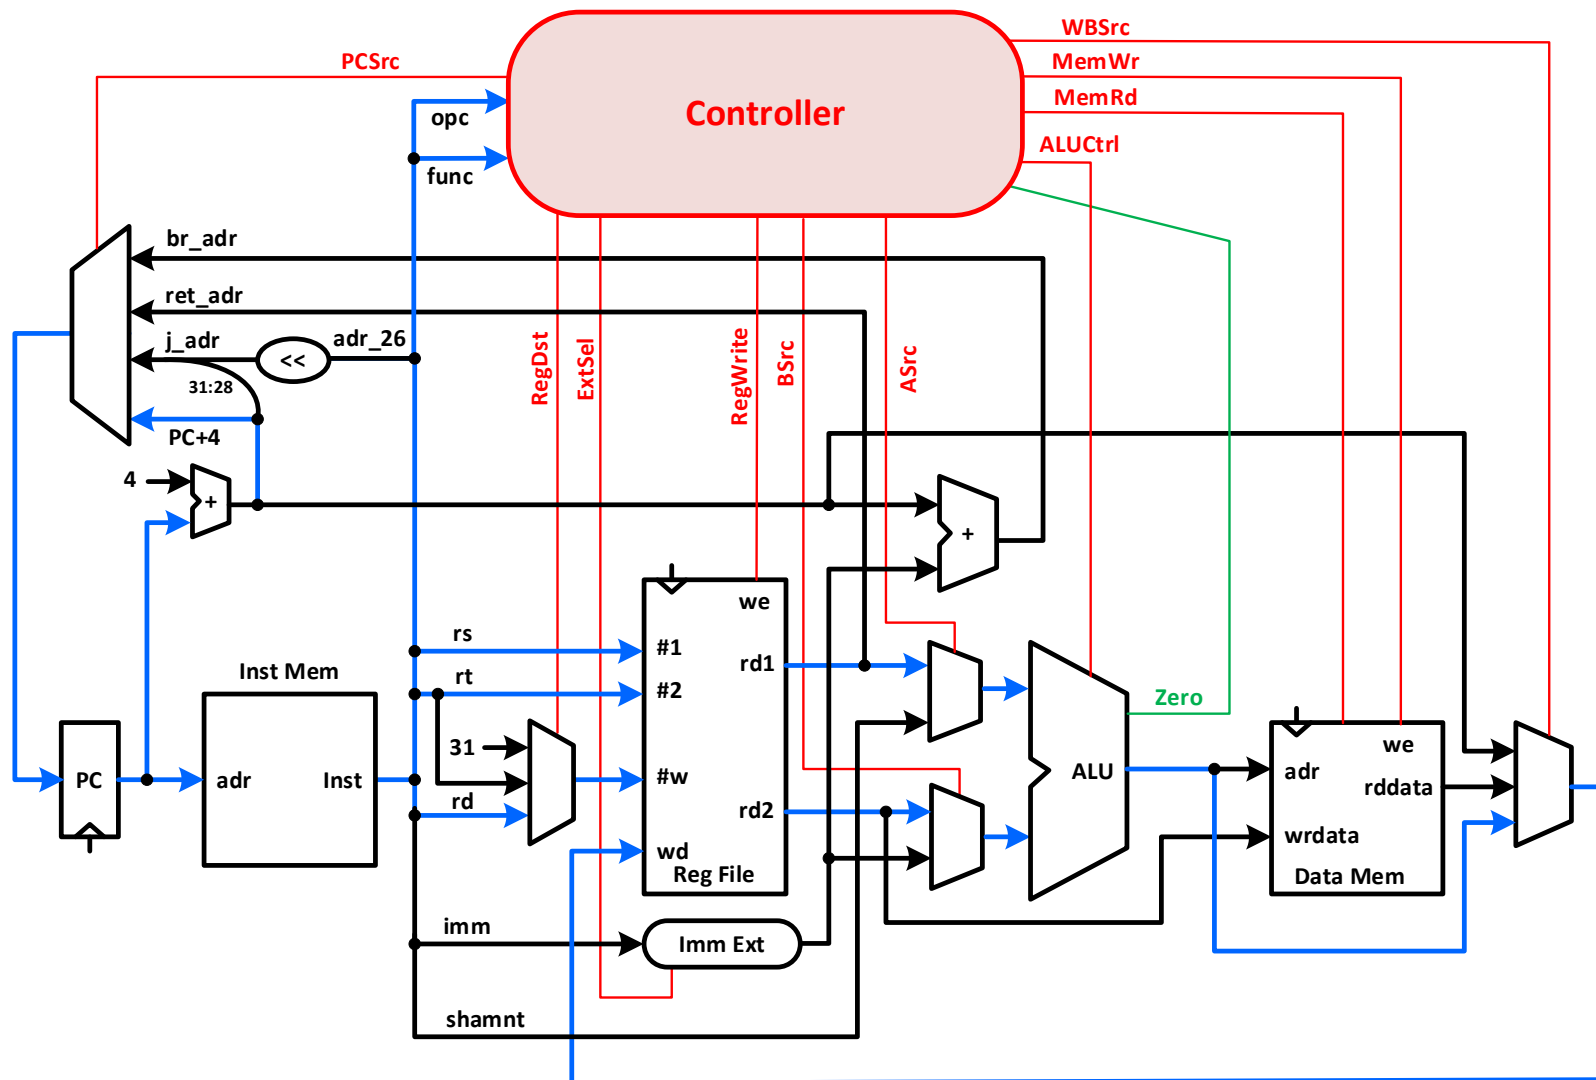 WBSrc
PCSrc
MemWr
MemRd
Controller
opc
ALUCtrl
func
br_adr
ret_adr
j_adr
<<
adr_26
31:28
RegDst
ExtSel
RegWrite
BSrc
ASrc
PC+4
4
+
+
we
rs
#1
rd1
Inst Mem
rt
#2
Zero
31
we
PC
adr
Inst
#w
ALU
adr
rddata
rd
rd2
wrdata
wd
Reg File
Data Mem
imm
Imm Ext
shamnt